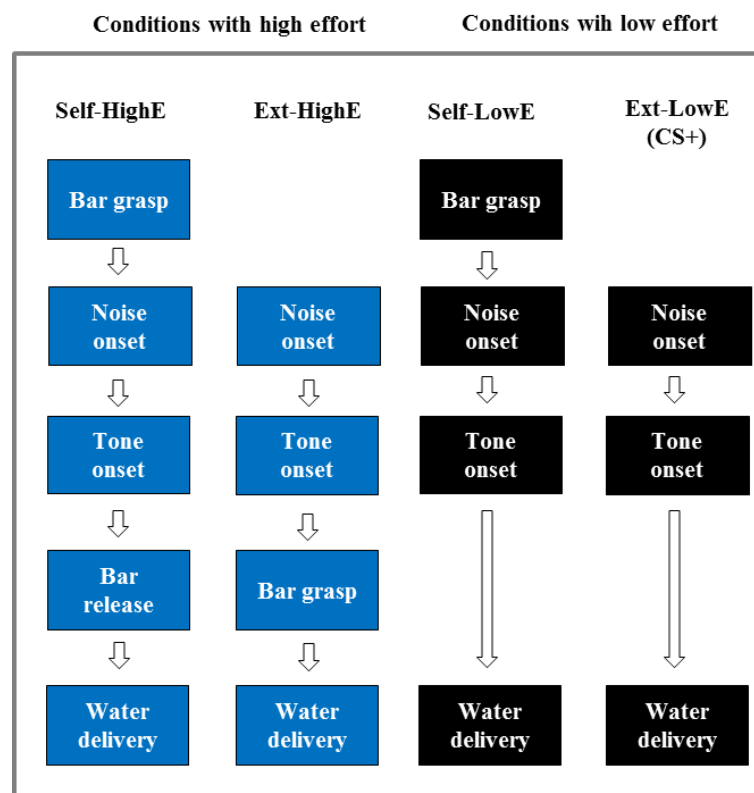 Conditions with high effort
Conditions wih low effort
Self-HighE
Ext-HighE
Self-LowE
Ext-LowE
(CS+)
Bar grasp
Bar grasp
Noise
onset
Noise
onset
Noise
onset
Noise
onset
Tone
onset
Tone
onset
Tone
onset
Tone
onset
Bar
release
Bar grasp
Water
delivery
Water
delivery
Water
delivery
Water
delivery